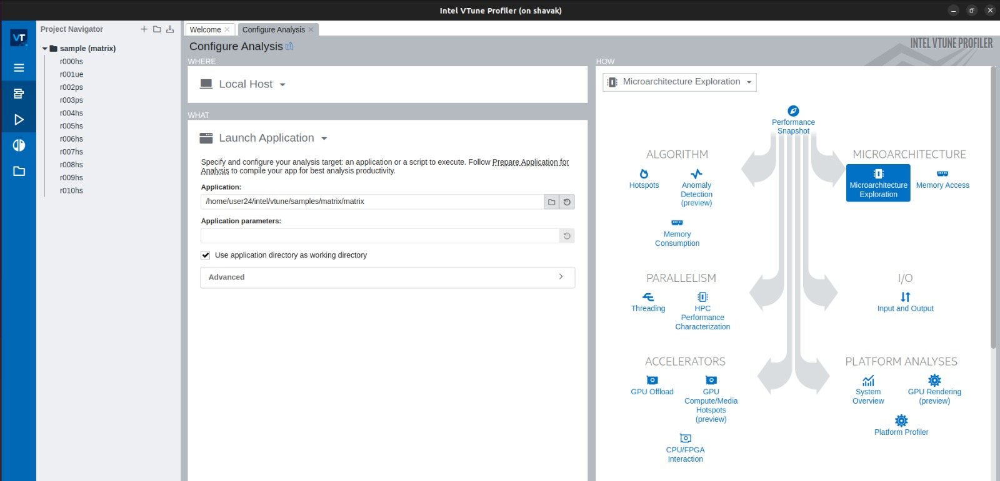 Intel VTune Profiler (on shavak)
VT
Project Navigator
sample (matrix)
r000hs
r001ue
r002ps
r003ps
r004hs
r005hs
r006hs
r007hs
r008hs
r009hs
r010hs
Welcome
Configure Analysis
Configure Analysis
INTEL VTUNE PROFILER
WHERE
Local Host
WHAT
Launch Application
Specify and configure your analysis target: an application or a script to execute. Follow Prepare Application for
Analysis to compile your app for best analysis productivity.
Application:
/home/user24/intel/vtune/samples/matrix/matrix
Application parameters:
Use application directory as working directory
Advanced
HOW
Microarchitecture Exploration
Performance
Snapshot
ALGORITHM
Hotspots
Anomaly
Detection
(preview)
Memory
Consumption
MICROARCHITECTURE
Microarchitecture
Exploration
Memory Access
PARALLELISM
Threading
HPC
Performance
Characterization
I/O
Input and Output
ACCELERATORS
GPU Offload
GPU
Compute/Media
Hotspots
(preview)
CPU/FPGA
Interaction
PLATFORM ANALYSES
System
Overview
GPU Rendering
(preview)
Platform Profiler